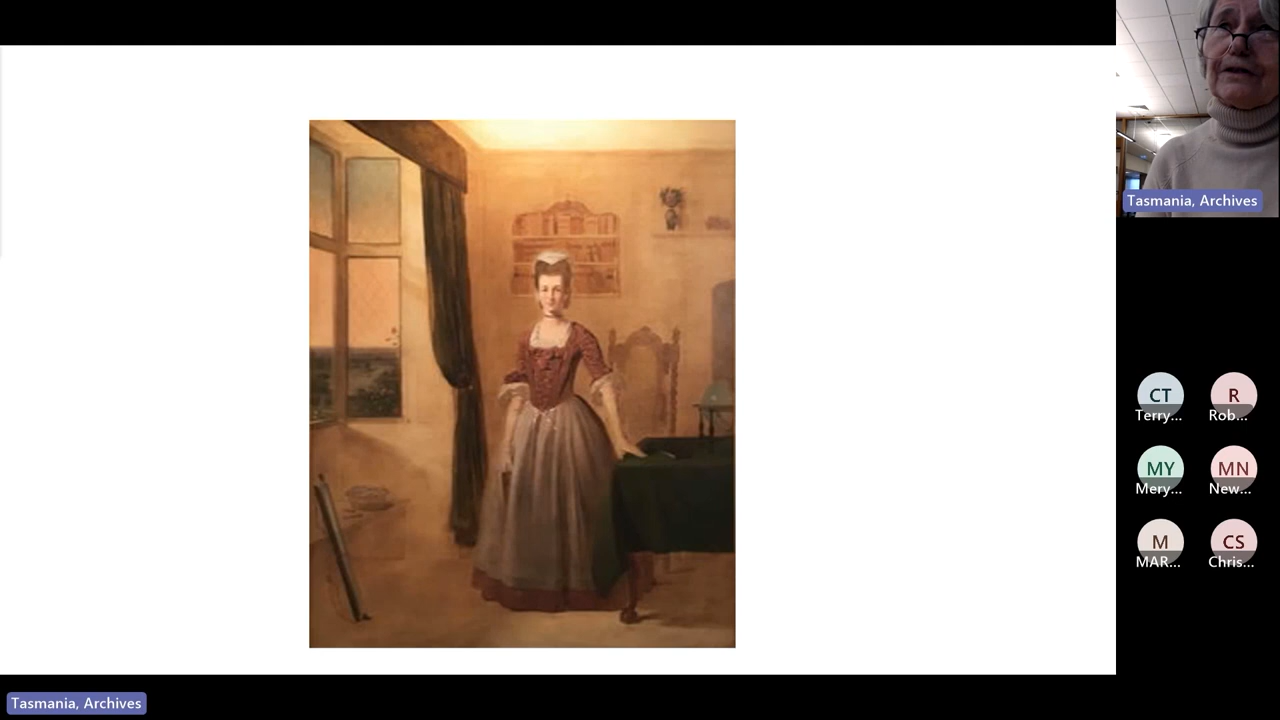 Tasmania, Archives
CT
R
Terry...
Rob...
MY
MN
Mery...
New...
M
CS
MAR...
Chris...
Tasmania, Archives